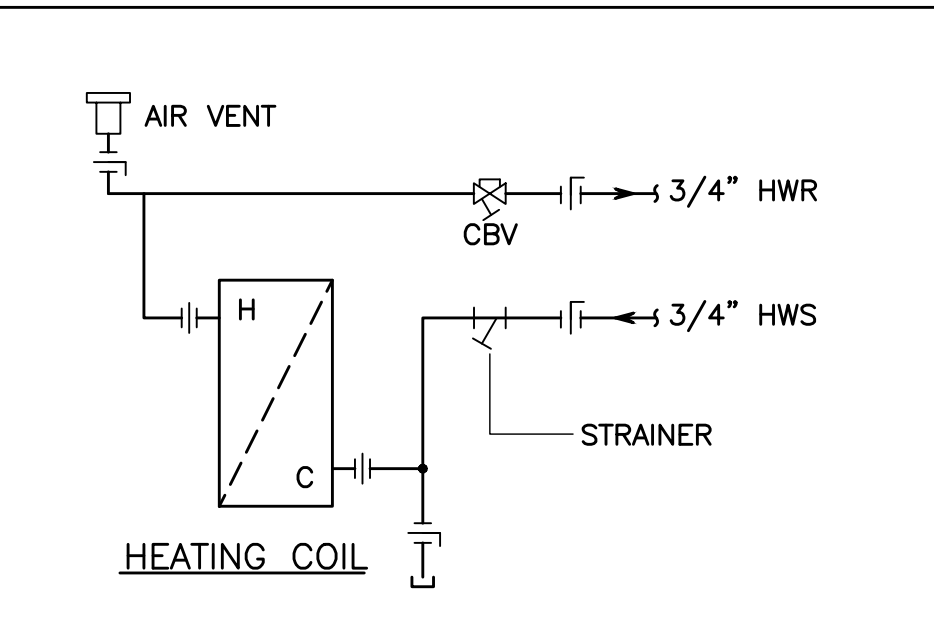 AIR VENT
3/4" HWR
CBV
H
3/4" HWS
STRAINER
C
HEATING COIL